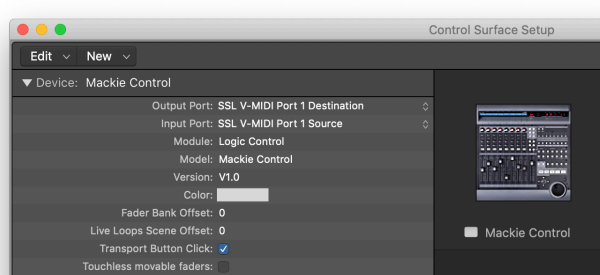 Control Surface Setup
Edit New
Device: Mackie Control
Output Port: SSL V-MIDI Port 1 Destination
Input Port: SSL V-MIDI Port 1 Source
Module: Logic Control
Model: Mackie Control
Version: V1.0
Color:
Fader Bank Offset: 0
Live Loops Scene Offset: 0
Transport Button Click:
Touchless movable faders:
Mackie Control